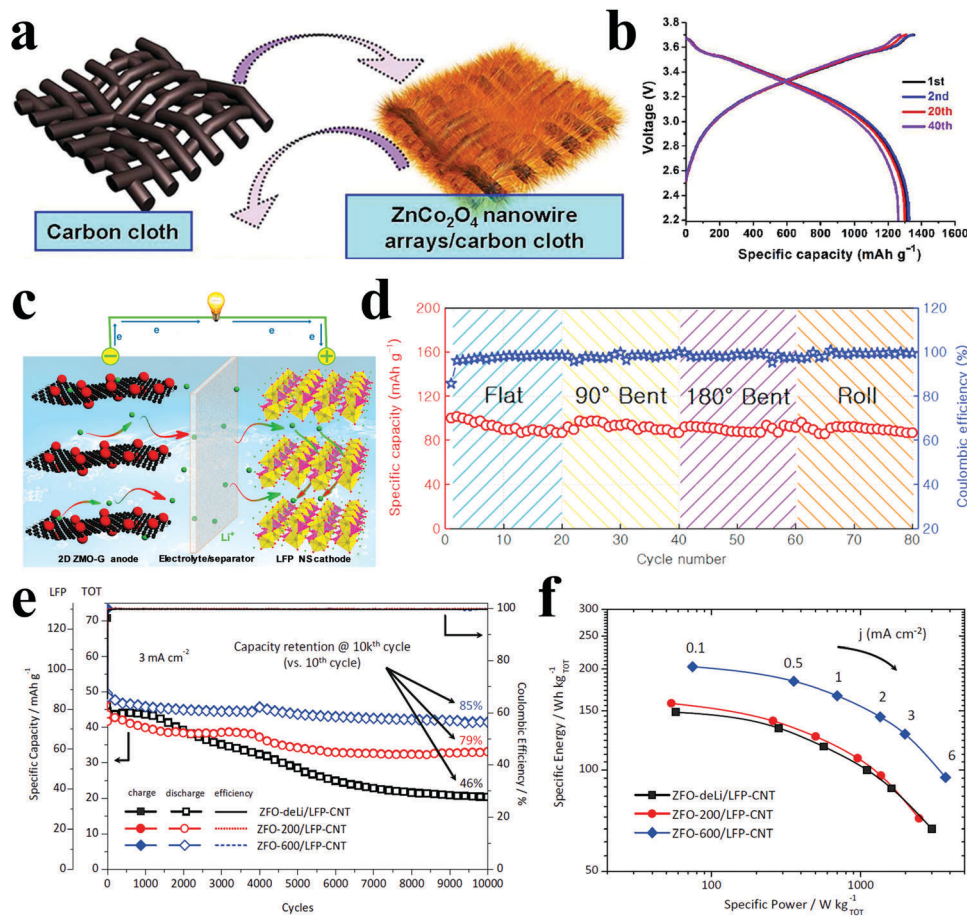 a
Carbon cloth
ZnCo₂O₄ nanowire
arrays/carbon cloth
b
Voltage (V)
3.8
3.6
3.4
3.2
3.0
2.8
2.6
2.4
2.2
1st
2nd
20th
40th
0 200 400 600 800 1000 1200 1400 1600
Specific capacity (mAh g⁻¹)
c
e e
e e
− +
Li⁺
2D ZMO-G anode Electrolyte/separator LFP NS cathode
d
Specific capacity (mAh g⁻¹)
200
160
120
80
40
0
Flat 90° Bent 180° Bent Roll
120
100
80
60
40
20
Coulombic efficiency (%)
0 10 20 30 40 50 60 70 80
Cycle number
e
LFP TOT
Specific Capacity / mAh g⁻¹
120
100
80
60
40
20
0
70
60
50
40
30
20
10
0
3 mA cm⁻²
Capacity retention @ 10kᵗʰ cycle
(vs. 10ᵗʰ cycle)
85%
79%
46%
charge discharge efficiency
ZFO-deLi/LFP-CNT
ZFO-200/LFP-CNT
ZFO-600/LFP-CNT
100
80
60
40
20
0
Coulombic Efficiency / %
0 1000 2000 3000 4000 5000 6000 7000 8000 9000 10000
Cycles
f
Specific Energy / Wh kg⁻¹TOT
300
250
200
150
100
50
j (mA cm⁻²)
0.1
0.5
1
2
3
6
ZFO-deLi/LFP-CNT
ZFO-200/LFP-CNT
ZFO-600/LFP-CNT
100 1000
Specific Power / W kg⁻¹TOT